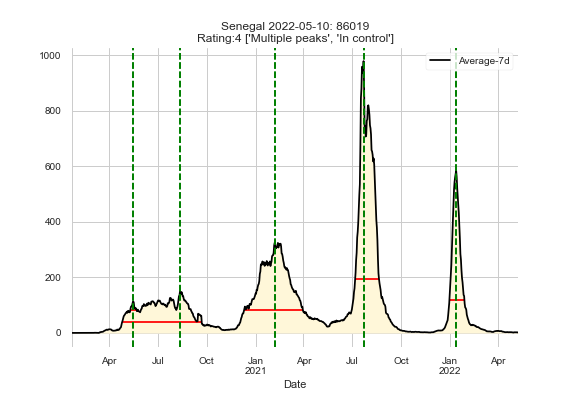 Senegal 2022-05-10: 86019
Rating:4 ['Multiple peaks', 'In control']
Average-7d
1000
800
600
400
200
0
Apr Jul Oct Jan Apr Jul Oct Jan Apr
2021 2022
Date